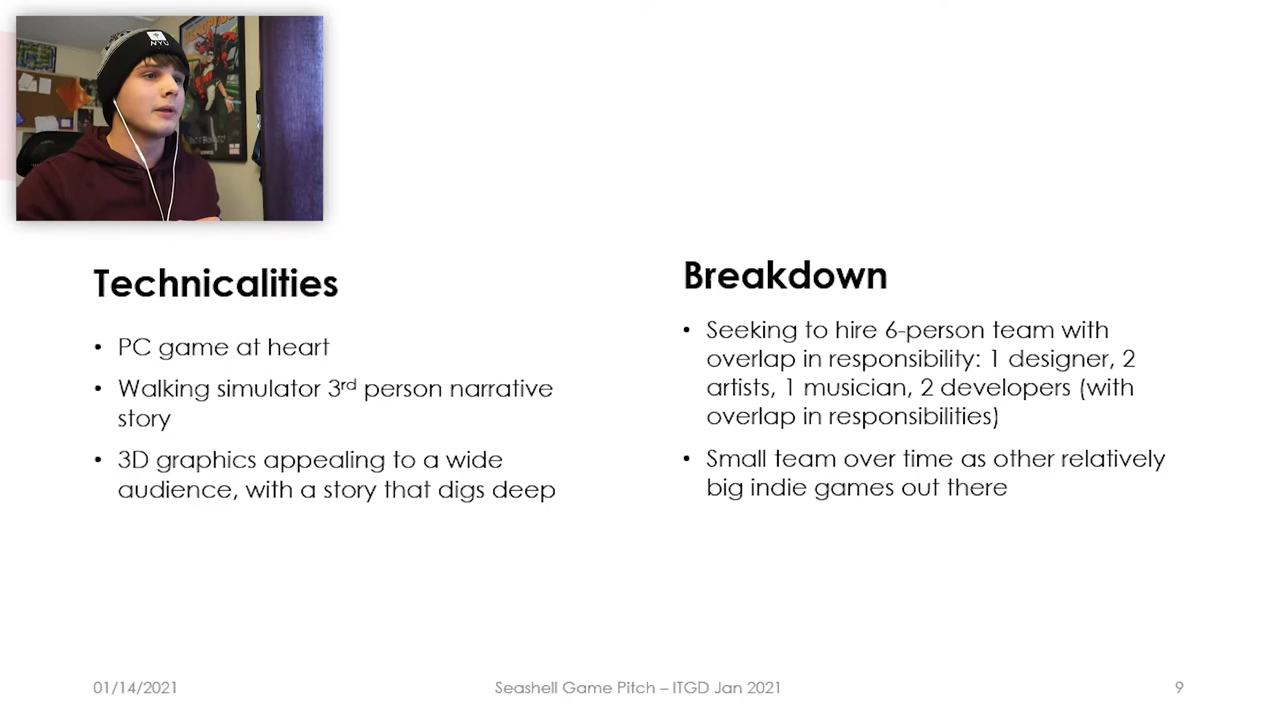 NYU
Technicalities
• PC game at heart
• Walking simulator 3rd person narrative
story
• 3D graphics appealing to a wide
audience, with a story that digs deep
Breakdown
• Seeking to hire 6-person team with
overlap in responsibility: 1 designer, 2
artists, 1 musician, 2 developers (with
overlap in responsibilities)
• Small team over time as other relatively
big indie games out there
01/14/2021
Seashell Game Pitch – ITGD Jan 2021
9